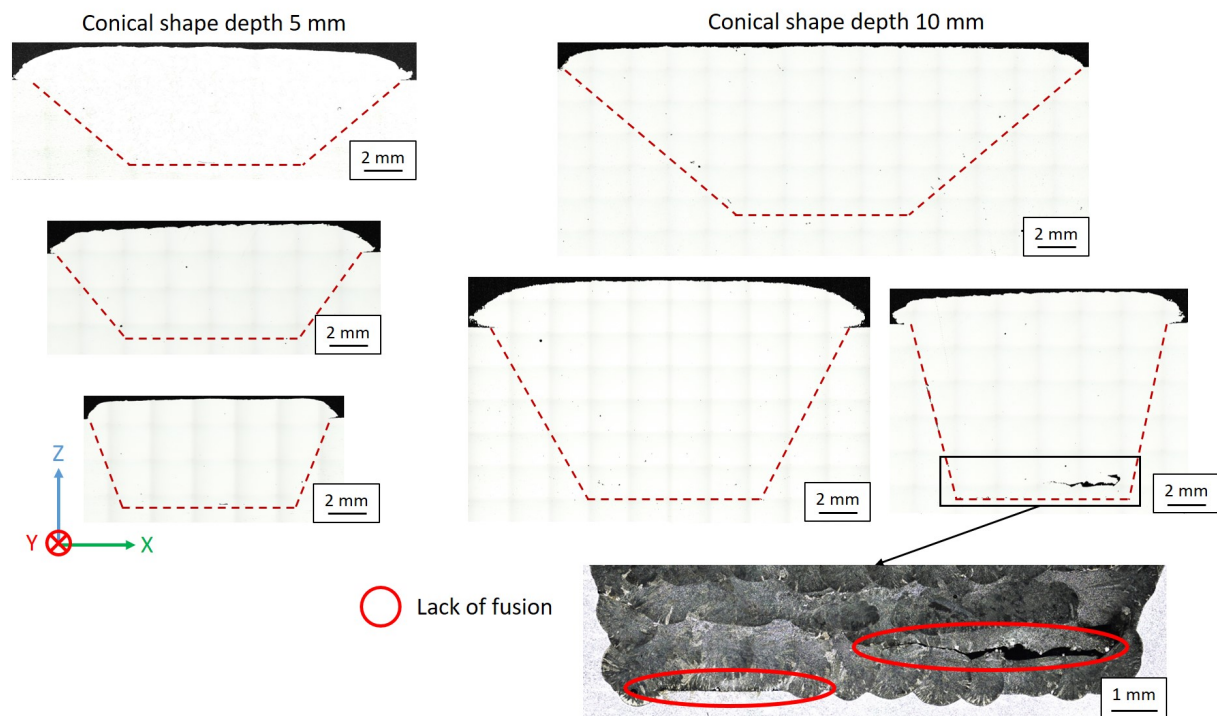 Conical shape depth 5 mm
Conical shape depth 10 mm
2 mm
2 mm
2 mm
2 mm
2 mm
2 mm
Z
Y
X
Lack of fusion
1 mm